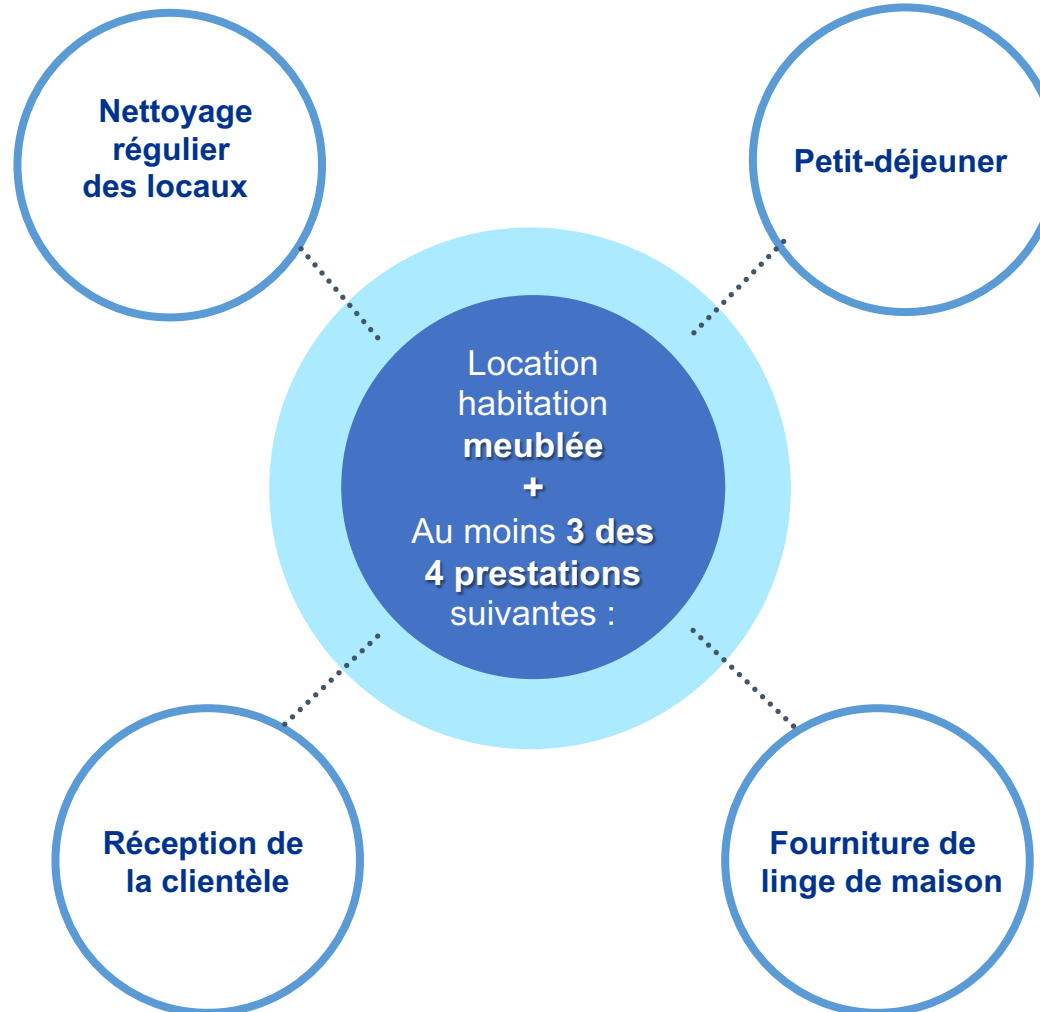 Nettoyage
régulier
des locaux
Petit-déjeuner
Location
habitation
meublée
+
Au moins 3 des
4 prestations
suivantes :
Réception de
la clientèle
Fourniture de
linge de maison